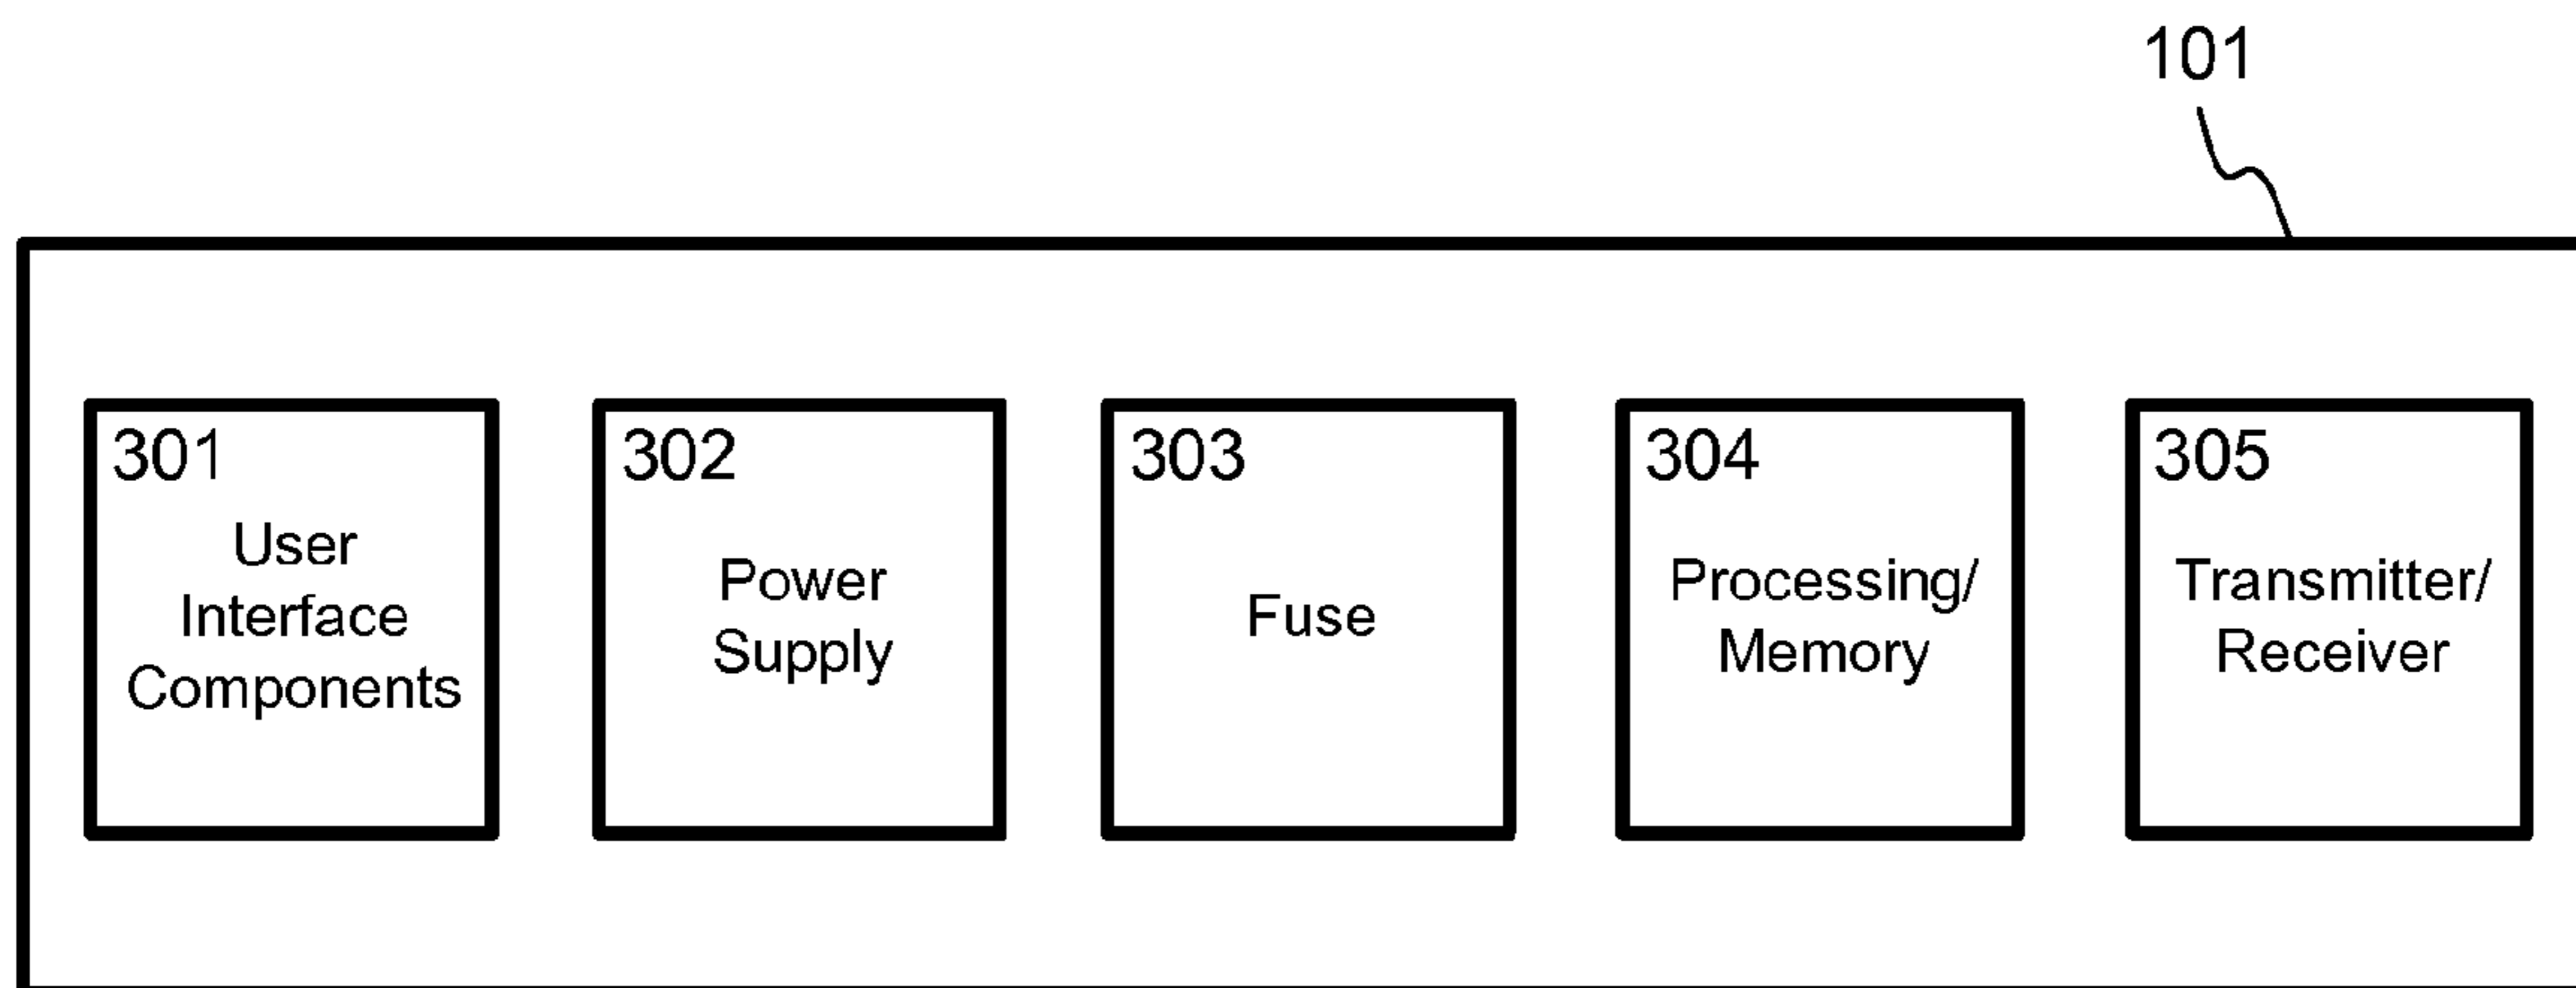 101
301
User
Interface
Components
302
Power
Supply
303
Fuse
304
Processing/
Memory
305
Transmitter/
Receiver